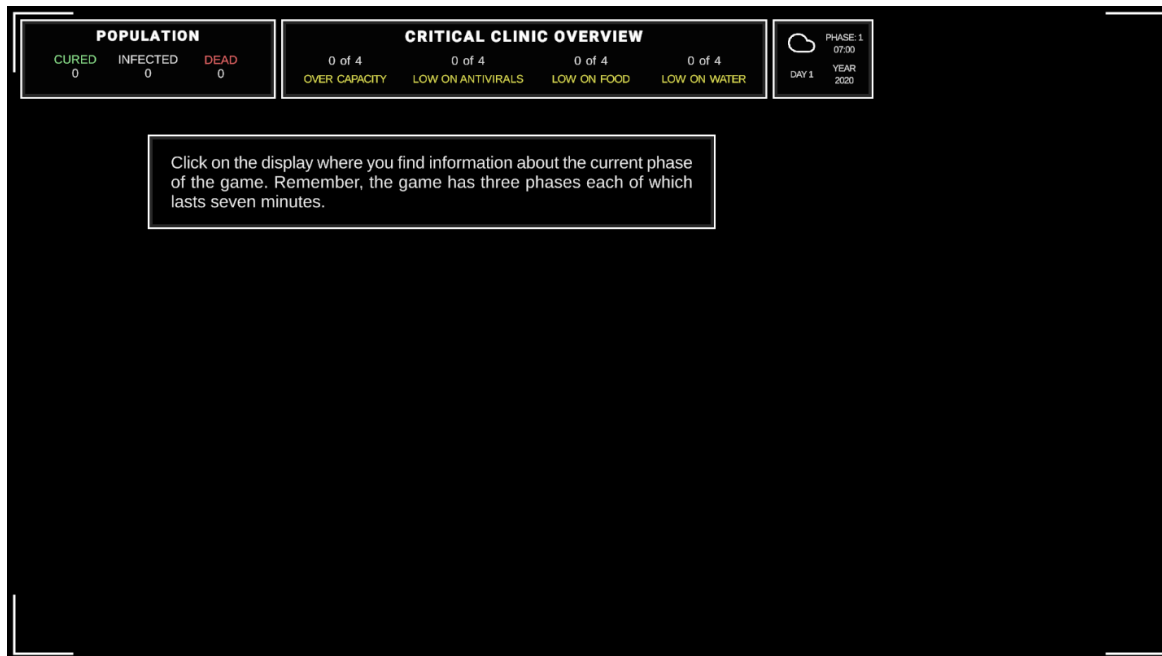 POPULATION
CURED INFECTED DEAD
0 0 0
CRITICAL CLINIC OVERVIEW
0 of 4 0 of 4 0 of 4 0 of 4
OVER CAPACITY LOW ON ANTIVIRALS LOW ON FOOD LOW ON WATER
PHASE: 1
07:00
DAY 1
YEAR
2020
Click on the display where you find information about the current phase
of the game. Remember, the game has three phases each of which
lasts seven minutes.